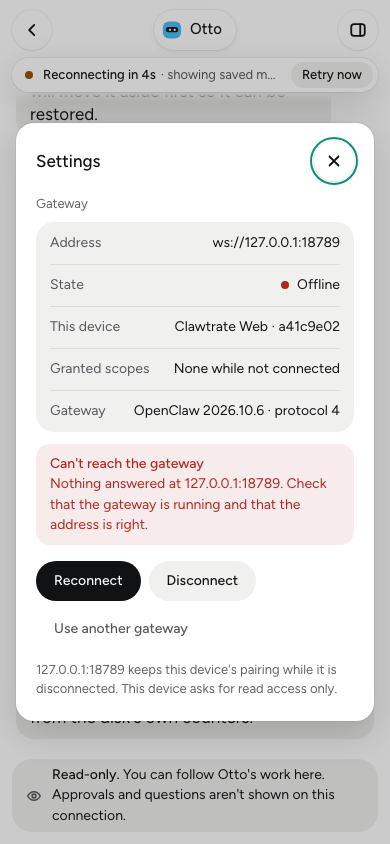 Otto
Reconnecting in 4s · showing saved m... Retry now
restored.
Settings
Gateway
Address ws://127.0.0.1:18789
State Offline
This device Clawtrate Web · a41c9e02
Granted scopes None while not connected
Gateway OpenClaw 2026.10.6 · protocol 4
Can't reach the gateway
Nothing answered at 127.0.0.1:18789. Check
that the gateway is running and that the
address is right.
Reconnect Disconnect
Use another gateway
127.0.0.1:18789 keeps this device's pairing while it is
disconnected. This device asks for read access only.
from the disk's own counters.
Read-only. You can follow Otto's work here.
Approvals and questions aren't shown on this
connection.